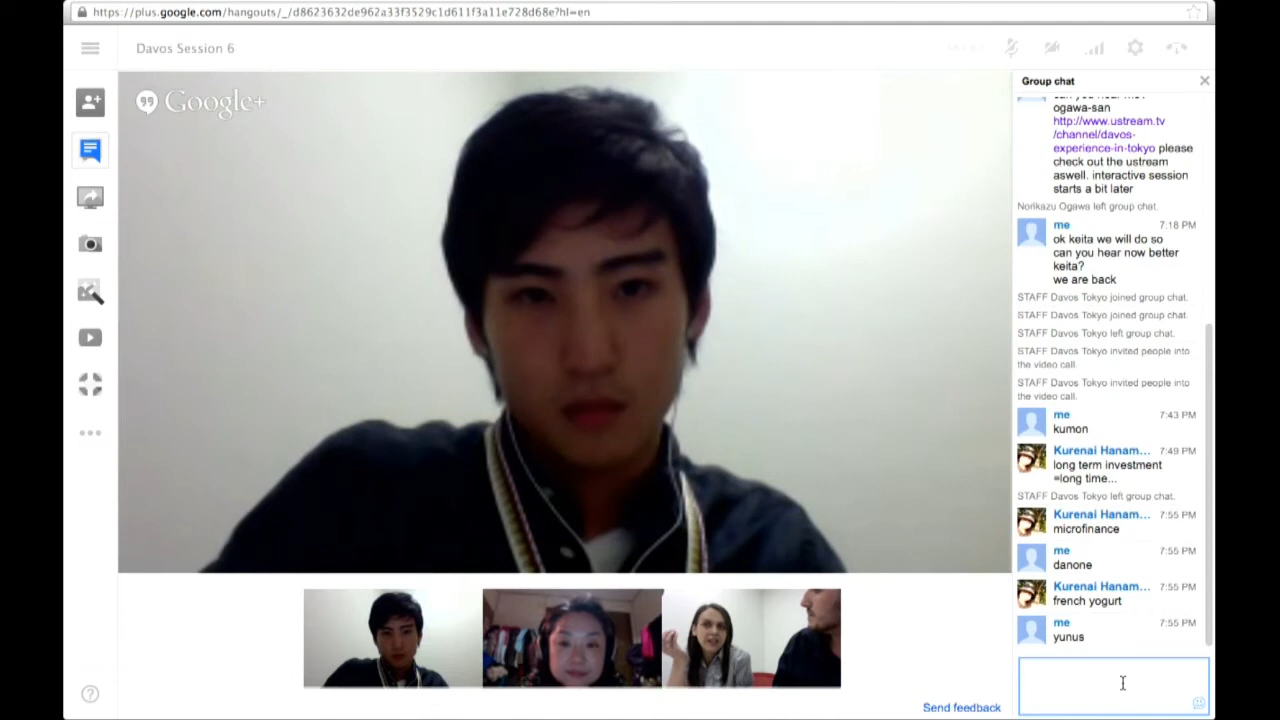 https://plus.google.com/hangouts/_/d8623632de962a33f3529c1d611f3a11e728d68e?hl=en
Davos Session 6
Google+
Group chat
can you hear me?
ogawa-san
http://www.ustream.tv
/channel/davos-
experience-in-tokyo please
check out the ustream
aswell. interactive session
starts a bit later
Norikazu Ogawa left group chat.
me 7:18 PM
ok keita we will do so
can you hear now better
keita?
we are back
STAFF Davos Tokyo joined group chat.
STAFF Davos Tokyo joined group chat.
STAFF Davos Tokyo left group chat.
STAFF Davos Tokyo invited people into
the video call.
STAFF Davos Tokyo invited people into
the video call.
me 7:43 PM
kumon
Kurenai Hanam... 7:49 PM
long term investment
=long time...
STAFF Davos Tokyo left group chat.
Kurenai Hanam... 7:55 PM
microfinance
me 7:55 PM
danone
Kurenai Hanam... 7:55 PM
french yogurt
me 7:55 PM
yunus
Send feedback